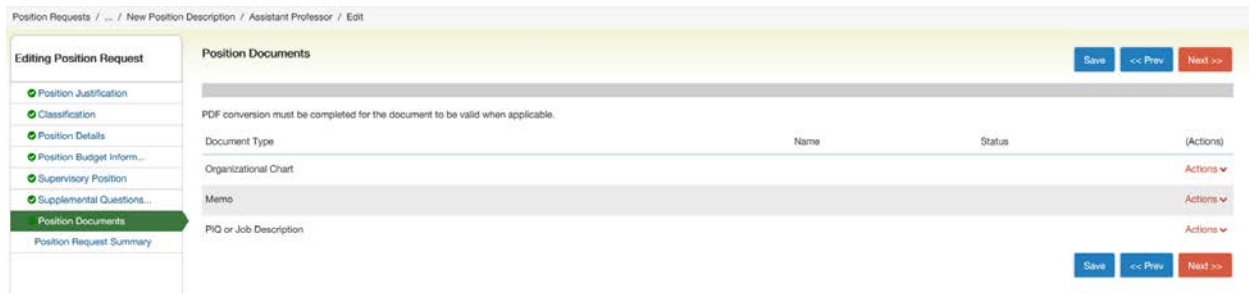 Position Requests / ... / New Position Description / Assistant Professor / Edit
Editing Position Request
Position Justification
Classification
Position Details
Position Budget Inform...
Supervisory Position
Supplemental Questions...
Position Documents
Position Request Summary
Position Documents
Save << Prev Next >>
PDF conversion must be completed for the document to be valid when applicable.
Document Type Name Status (Actions)
Organizational Chart Actions
Memo Actions
PIQ or Job Description Actions
Save << Prev Next >>